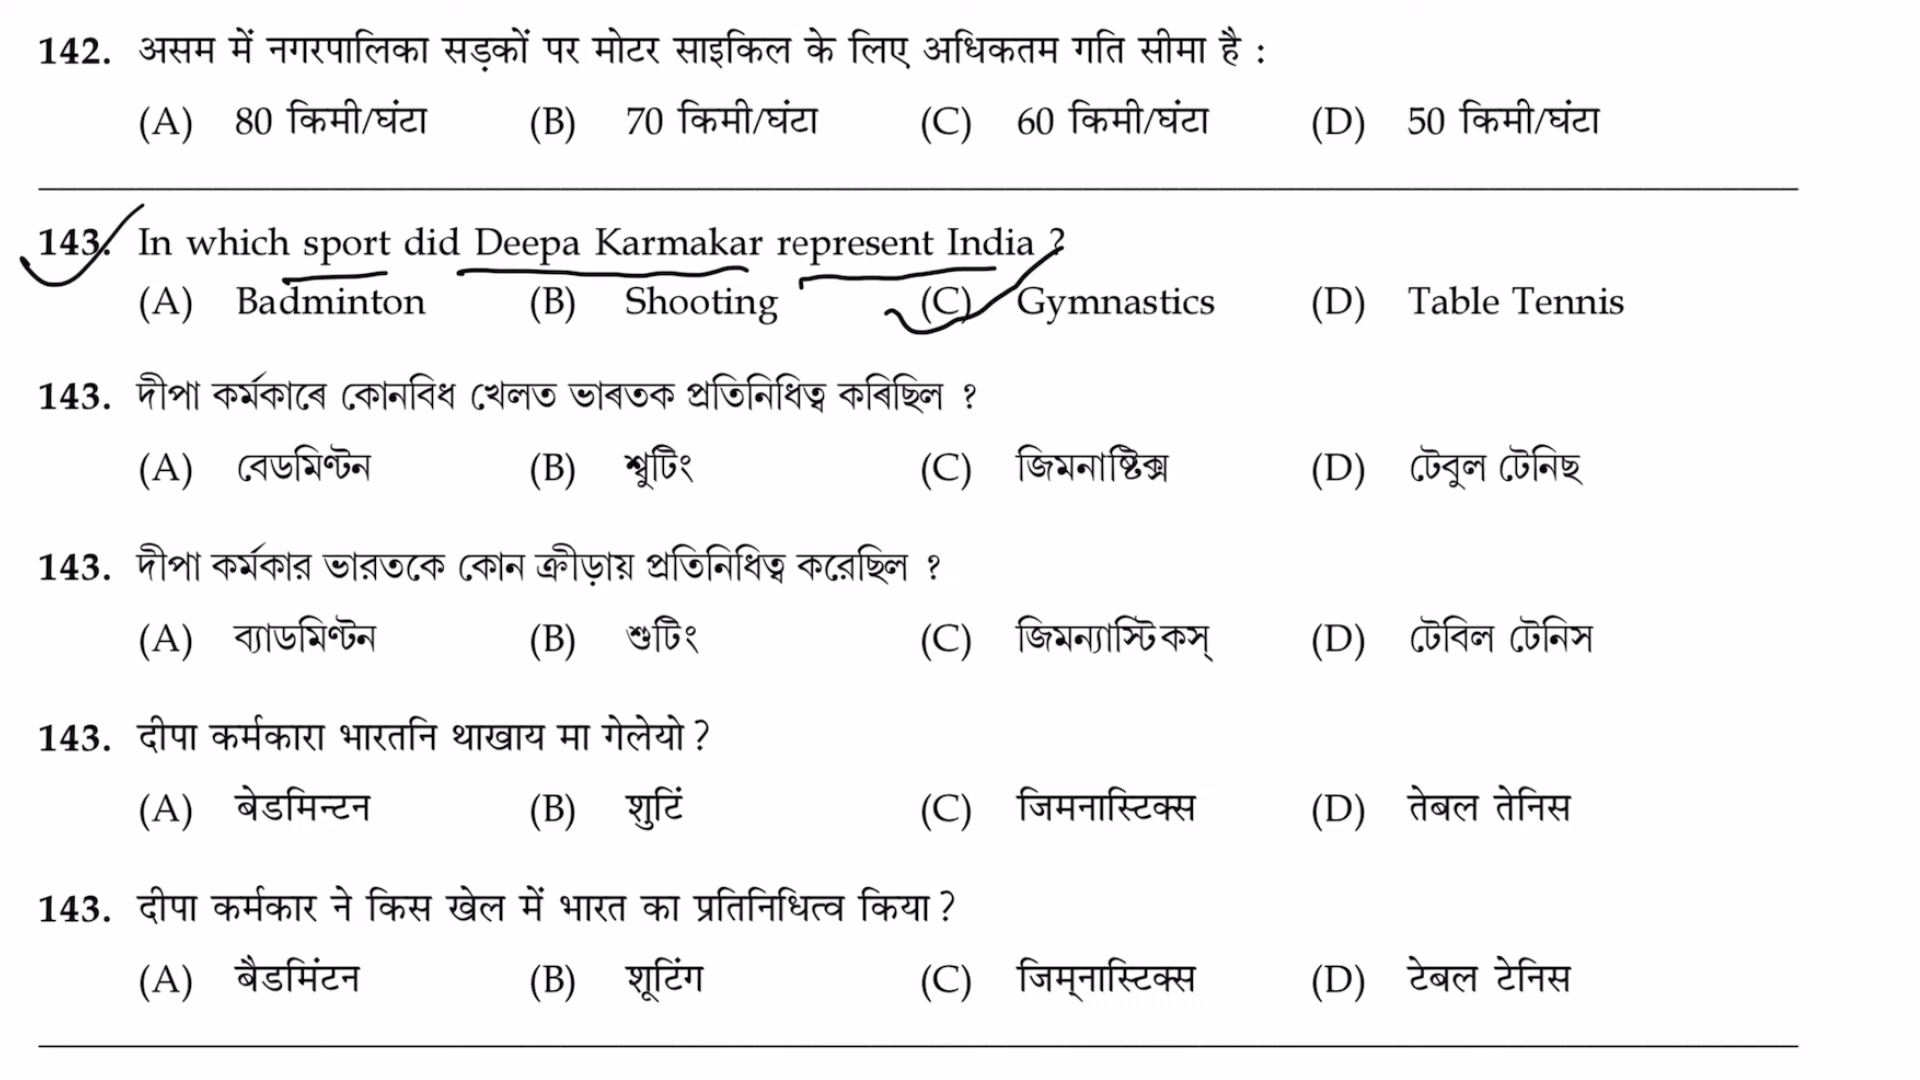 142. असम में नगरपालिका सड़कों पर मोटर साइकिल के लिए अधिकतम गति सीमा है :
(A) 80 किमी/घंटा (B) 70 किमी/घंटा (C) 60 किमी/घंटा (D) 50 किमी/घंटा
143. In which sport did Deepa Karmakar represent India ?
(A) Badminton (B) Shooting (C) Gymnastics (D) Table Tennis
143. দীপা কৰ্মকাৰে কোনবিধ খেলত ভাৰতক প্ৰতিনিধিত্ব কৰিছিল ?
(A) বেডমিণ্টন (B) শ্বুটিং (C) জিমনাষ্টিক্স (D) টেবুল টেনিছ
143. দীপা কর্মকার ভারতকে কোন ক্রীড়ায় প্রতিনিধিত্ব করেছিল ?
(A) ব্যাডমিণ্টন (B) শুটিং (C) জিমন্যাস্টিকস্ (D) টেবিল টেনিস
143. दीपा कर्मकारा भारतनि थाखाय मा गेलेयो ?
(A) बेडमिन्टन (B) शुटिं (C) जिमनास्टिक्स (D) तेबल तेनिस
143. दीपा कर्मकार ने किस खेल में भारत का प्रतिनिधित्व किया ?
(A) बैडमिंटन (B) शूटिंग (C) जिम्‌नास्टिक्स (D) टेबल टेनिस